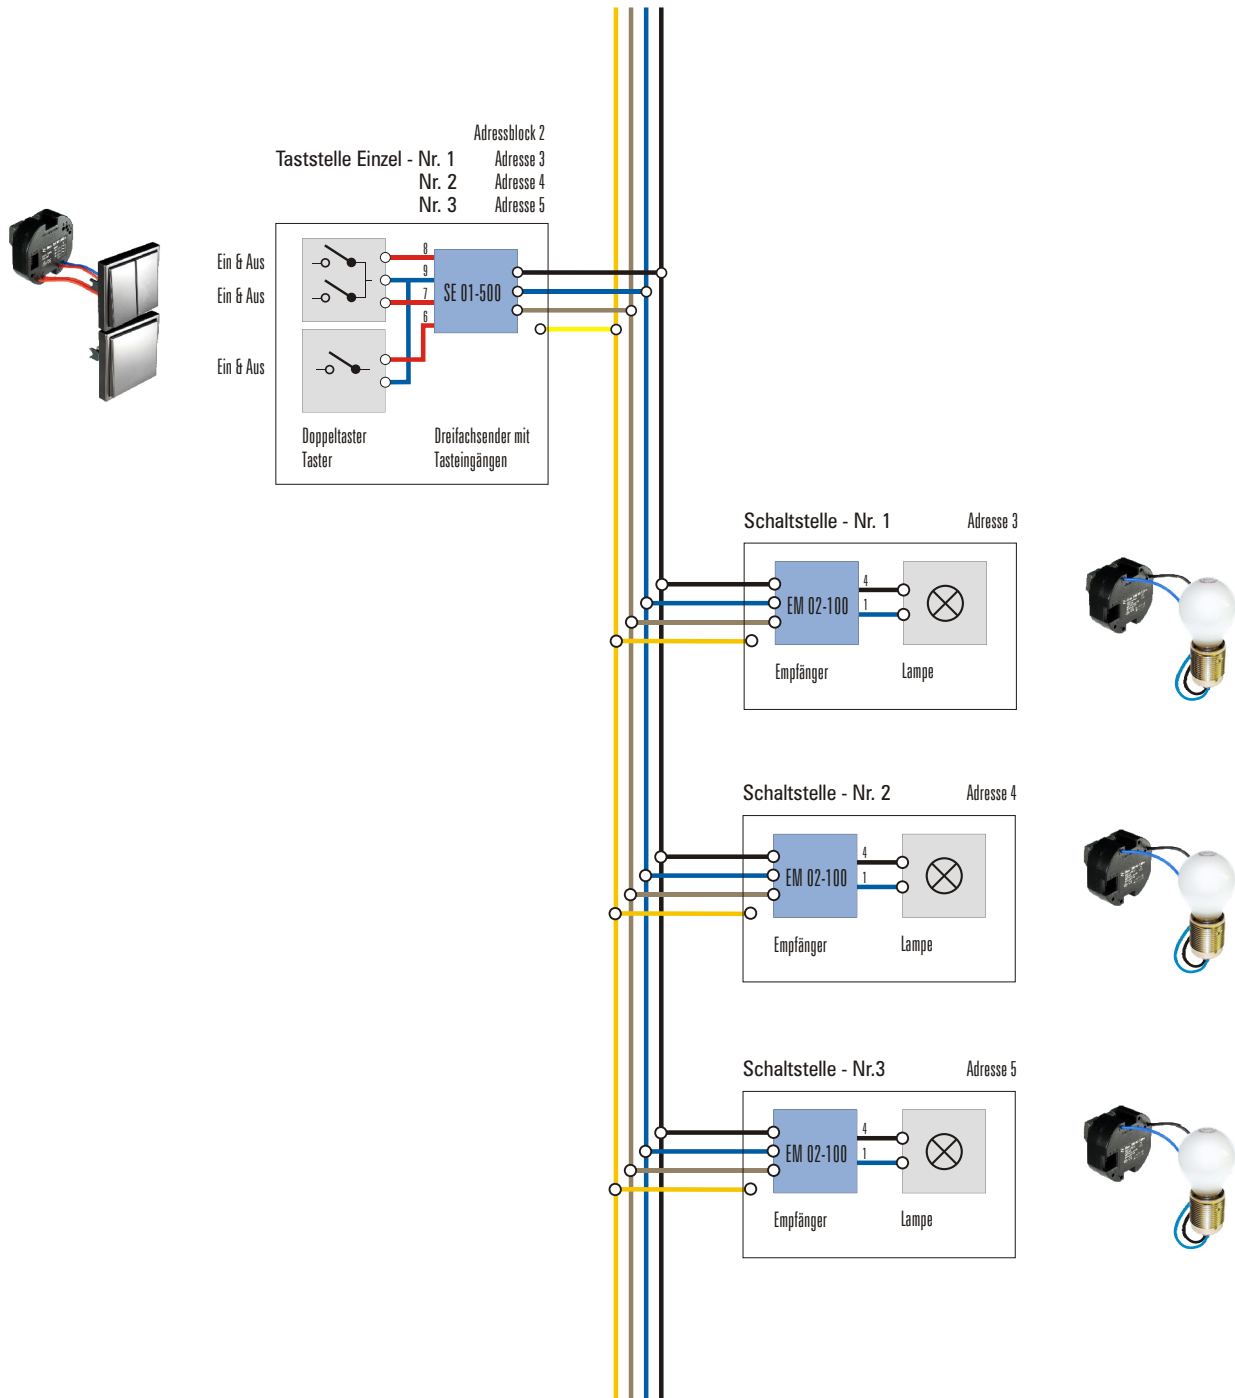 Adressblock 2
Taststelle Einzel - Nr. 1 Adresse 3
Nr. 2 Adresse 4
Nr. 3 Adresse 5
Ein & Aus
Ein & Aus
Ein & Aus
8
9
7
6
SE 01-500
Doppeltaster
Taster
Dreifachsender mit
Tasteingängen
Schaltstelle - Nr. 1 Adresse 3
EM 02-100
4
1
Empfänger Lampe
Schaltstelle - Nr. 2 Adresse 4
EM 02-100
4
1
Empfänger Lampe
Schaltstelle - Nr.3 Adresse 5
EM 02-100
4
1
Empfänger Lampe